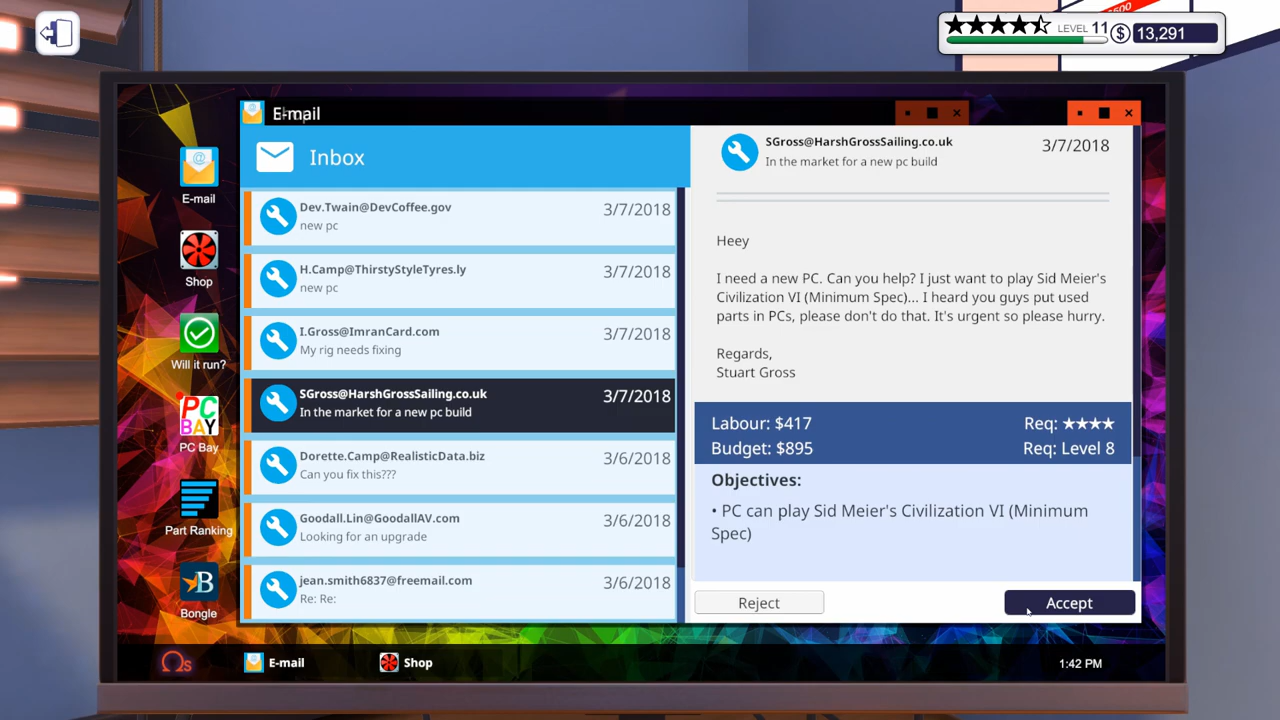 500
LEVEL 11
$ 13,291
E-mail
Inbox
SGross@HarshGrossSailing.co.uk
In the market for a new pc build
3/7/2018
E-mail
Shop
Will it run?
PC
BAY
PC Bay
Part Ranking
B
Bongle
Dev.Twain@DevCoffee.gov
new pc
3/7/2018
H.Camp@ThirstyStyleTyres.ly
new pc
3/7/2018
I.Gross@ImranCard.com
My rig needs fixing
3/7/2018
SGross@HarshGrossSailing.co.uk
In the market for a new pc build
3/7/2018
Dorette.Camp@RealisticData.biz
Can you fix this???
3/6/2018
Goodall.Lin@GoodallAV.com
Looking for an upgrade
3/6/2018
jean.smith6837@freemail.com
Re: Re:
3/6/2018
Heey
I need a new PC. Can you help? I just want to play Sid Meier's
Civilization VI (Minimum Spec)... I heard you guys put used
parts in PCs, please don't do that. It's urgent so please hurry.
Regards,
Stuart Gross
Labour: $417
Req: ★★★★
Budget: $895
Req: Level 8
Objectives:
• PC can play Sid Meier's Civilization VI (Minimum
Spec)
Reject
Accept
Ωs
E-mail
Shop
1:42 PM